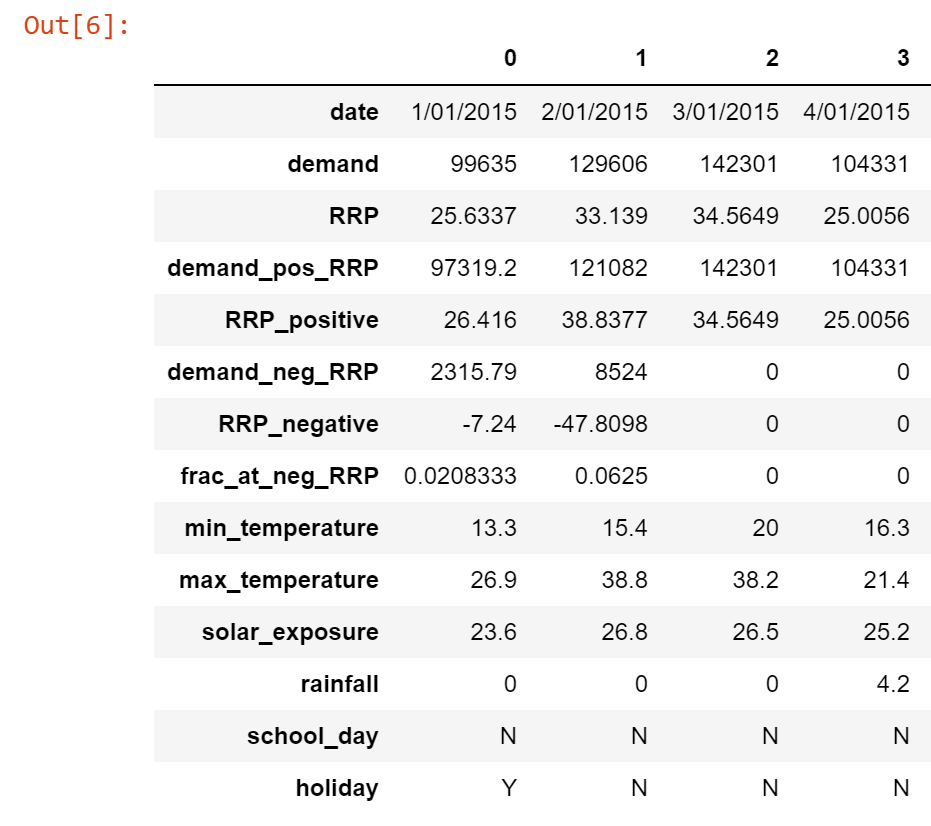 Out[6]:
0 1 2 3
date 1/01/2015 2/01/2015 3/01/2015 4/01/2015
demand 99635 129606 142301 104331
RRP 25.6337 33.139 34.5649 25.0056
demand_pos_RRP 97319.2 121082 142301 104331
RRP_positive 26.416 38.8377 34.5649 25.0056
demand_neg_RRP 2315.79 8524 0 0
RRP_negative -7.24 -47.8098 0 0
frac_at_neg_RRP 0.0208333 0.0625 0 0
min_temperature 13.3 15.4 20 16.3
max_temperature 26.9 38.8 38.2 21.4
solar_exposure 23.6 26.8 26.5 25.2
rainfall 0 0 0 4.2
school_day N N N N
holiday Y N N N